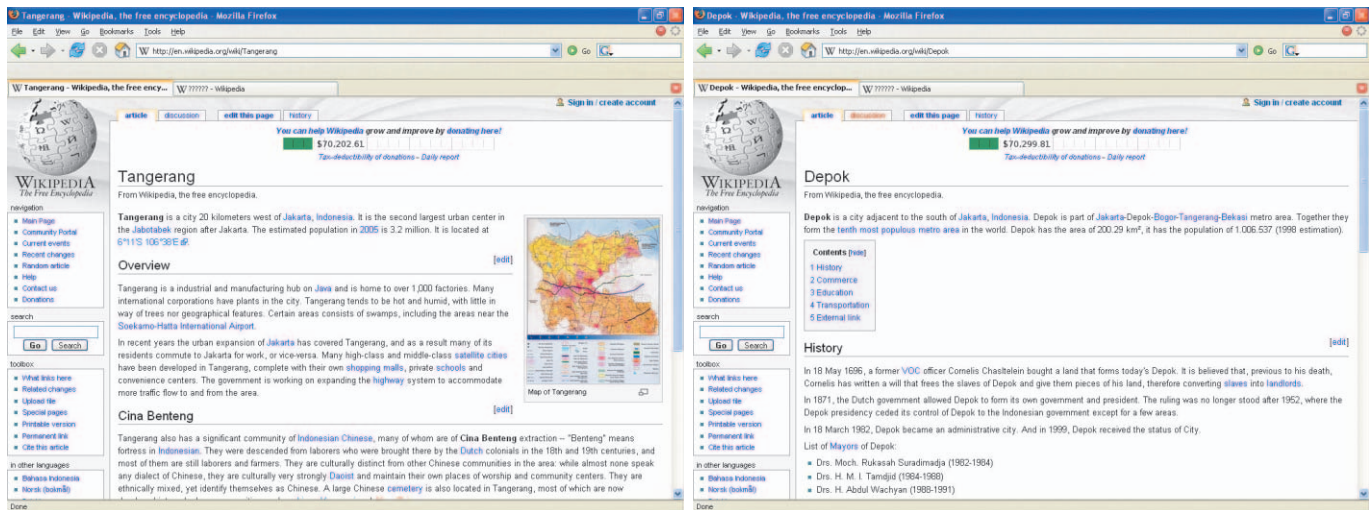 Tangerang - Wikipedia, the free encyclopedia - Mozilla Firefox
File Edit View Go Bookmarks Tools Help
http://en.wikipedia.org/wiki/Tangerang
Go
Tangerang - Wikipedia, the free ency...
?????? - Wikipedia
Sign in / create account
article discussion edit this page history
You can help Wikipedia grow and improve by donating here!
$70,202.61
Tax-deductibility of donations – Daily report
WIKIPEDIA
The Free Encyclopedia
navigation
Main Page
Community Portal
Current events
Recent changes
Random article
Help
Contact us
Donations
search
Go Search
toolbox
What links here
Related changes
Upload file
Special pages
Printable version
Permanent link
Cite this article
in other languages
Bahasa Indonesia
Norsk (bokmål)
Tangerang
From Wikipedia, the free encyclopedia.
Tangerang is a city 20 kilometers west of Jakarta, Indonesia. It is the second largest urban center in
the Jabotabek region after Jakarta. The estimated population in 2005 is 3.2 million. It is located at
6°11'S 106°38'E
Overview
[edit]
Tangerang is a industrial and manufacturing hub on Java and is home to over 1,000 factories. Many
international corporations have plants in the city. Tangerang tends to be hot and humid, with little in
way of trees nor geographical features. Certain areas consists of swamps, including the areas near the
Soekarno-Hatta International Airport.
In recent years the urban expansion of Jakarta has covered Tangerang, and as a result many of its
residents commute to Jakarta for work, or vice-versa. Many high-class and middle-class satellite cities
have been developed in Tangerang, complete with their own shopping malls, private schools and
convenience centers. The government is working on expanding the highway system to accommodate
more traffic flow to and from the area.
Map of Tangerang
Cina Benteng
[edit]
Tangerang also has a significant community of Indonesian Chinese, many of whom are of Cina Benteng extraction -- "Benteng" means
fortress in Indonesian. They were descended from laborers who were brought there by the Dutch colonials in the 18th and 19th centuries, and
most of them are still laborers and farmers. They are culturally distinct from other Chinese communities in the area: while almost none speak
any dialect of Chinese, they are culturally very strongly Daoist and maintain their own places of worship and community centers. They are
ethnically mixed, yet identify themselves as Chinese. A large Chinese cemetery is also located in Tangerang, most of which are now
Done
Depok - Wikipedia, the free encyclopedia - Mozilla Firefox
File Edit View Go Bookmarks Tools Help
http://en.wikipedia.org/wiki/Depok
Go
Depok - Wikipedia, the free encyclop...
?????? - Wikipedia
Sign in / create account
article discussion edit this page history
You can help Wikipedia grow and improve by donating here!
$70,299.81
Tax-deductibility of donations – Daily report
WIKIPEDIA
The Free Encyclopedia
navigation
Main Page
Community Portal
Current events
Recent changes
Random article
Help
Contact us
Donations
search
Go Search
toolbox
What links here
Related changes
Upload file
Special pages
Printable version
Permanent link
Cite this article
in other languages
Bahasa Indonesia
Norsk (bokmål)
Depok
From Wikipedia, the free encyclopedia.
Depok is a city adjacent to the south of Jakarta, Indonesia. Depok is part of Jakarta-Depok-Bogor-Tangerang-Bekasi metro area. Together they
form the tenth most populous metro area in the world. Depok has the area of 200.29 km², it has the population of 1.006.537 (1998 estimation).
Contents [hide]
1 History
2 Commerce
3 Education
4 Transportation
5 External link
History
[edit]
In 18 May 1696, a former VOC officer Cornelis Chastelein bought a land that forms today's Depok. It is believed that, previous to his death,
Cornelis has written a will that frees the slaves of Depok and give them pieces of his land, therefore converting slaves into landlords.
In 1871, the Dutch government allowed Depok to form its own government and president. The ruling was no longer stood after 1952, where the
Depok presidency ceded its control of Depok to the Indonesian government except for a few areas.
In 18 March 1982, Depok became an administrative city. And in 1999, Depok received the status of City.
List of Mayors of Depok:
Drs. Moch. Rukasah Suradimadja (1982-1984)
Drs. H. M. I. Tamdjid (1984-1988)
Drs. H. Abdul Wachyan (1988-1991)
Done